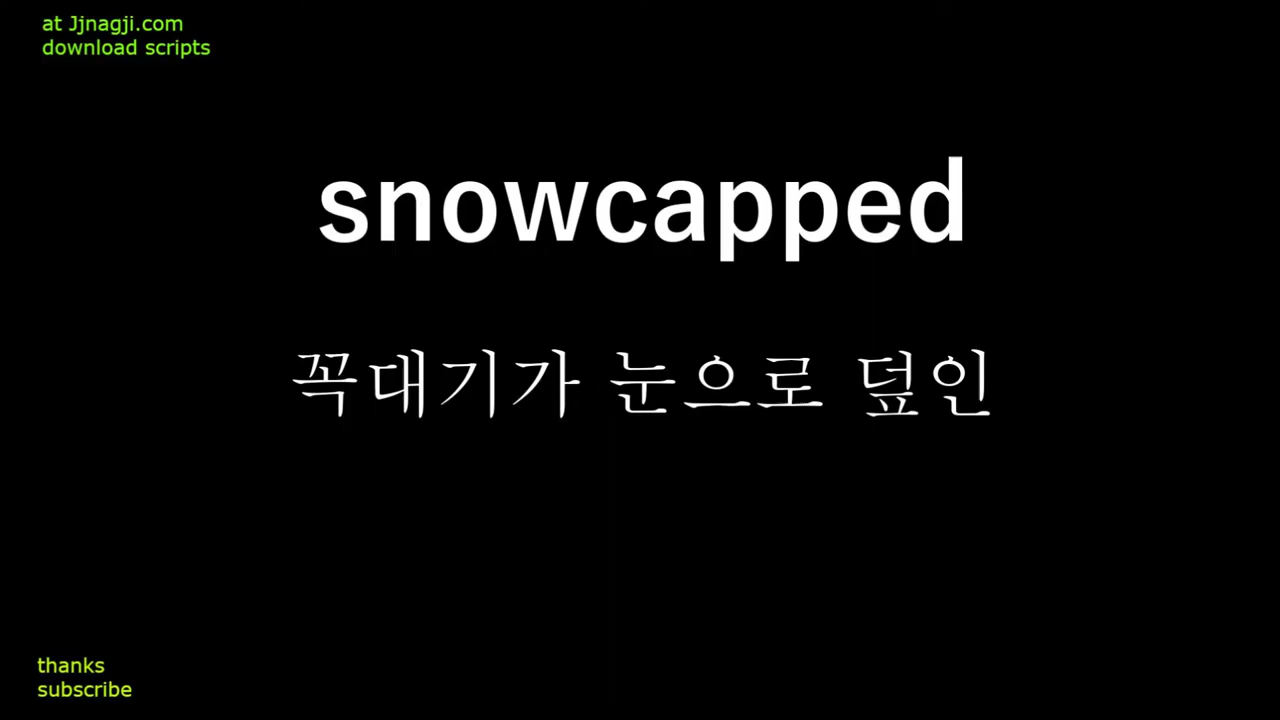 at Jjnagji.com
download scripts
snowcapped
꼭대기가 눈으로 덮인
thanks
subscribe